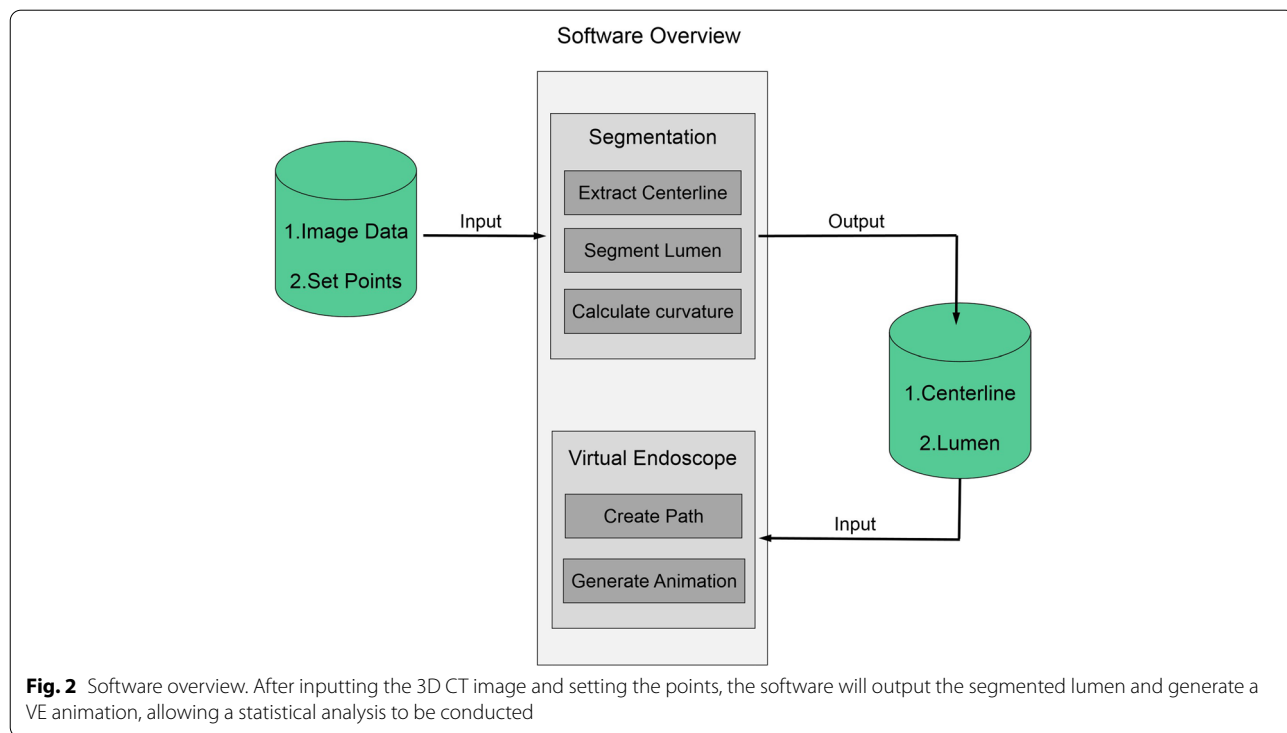 Software Overview
Segmentation
Extract Centerline
1.Image Data
Input
Segment Lumen
Output
2.Set Points
Calculate curvature
1.Centerline
2.Lumen
Virtual Endoscope
Create Path
Input
Generate Animation
Fig. 2 Software overview. After inputting the 3D CT image and setting the points, the software will output the segmented lumen and generate a
VE animation, allowing a statistical analysis to be conducted